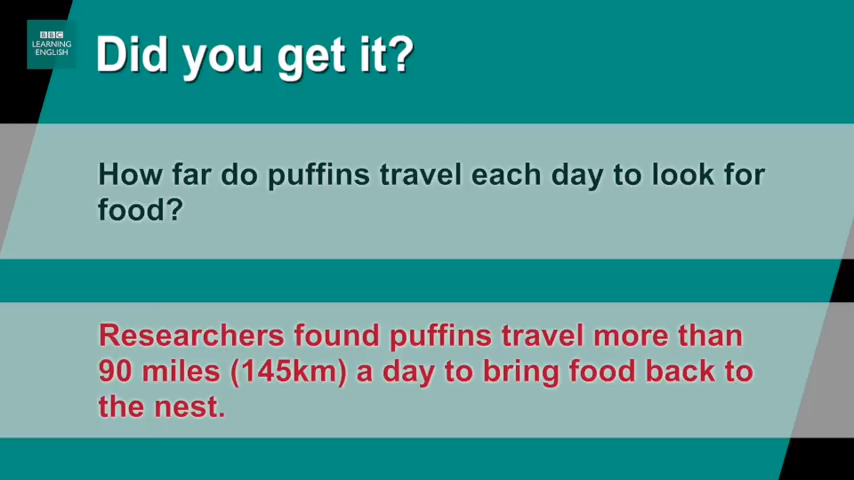 BBC
LEARNING
ENGLISH
Did you get it?
How far do puffins travel each day to look for
food?
Researchers found puffins travel more than
90 miles (145km) a day to bring food back to
the nest.